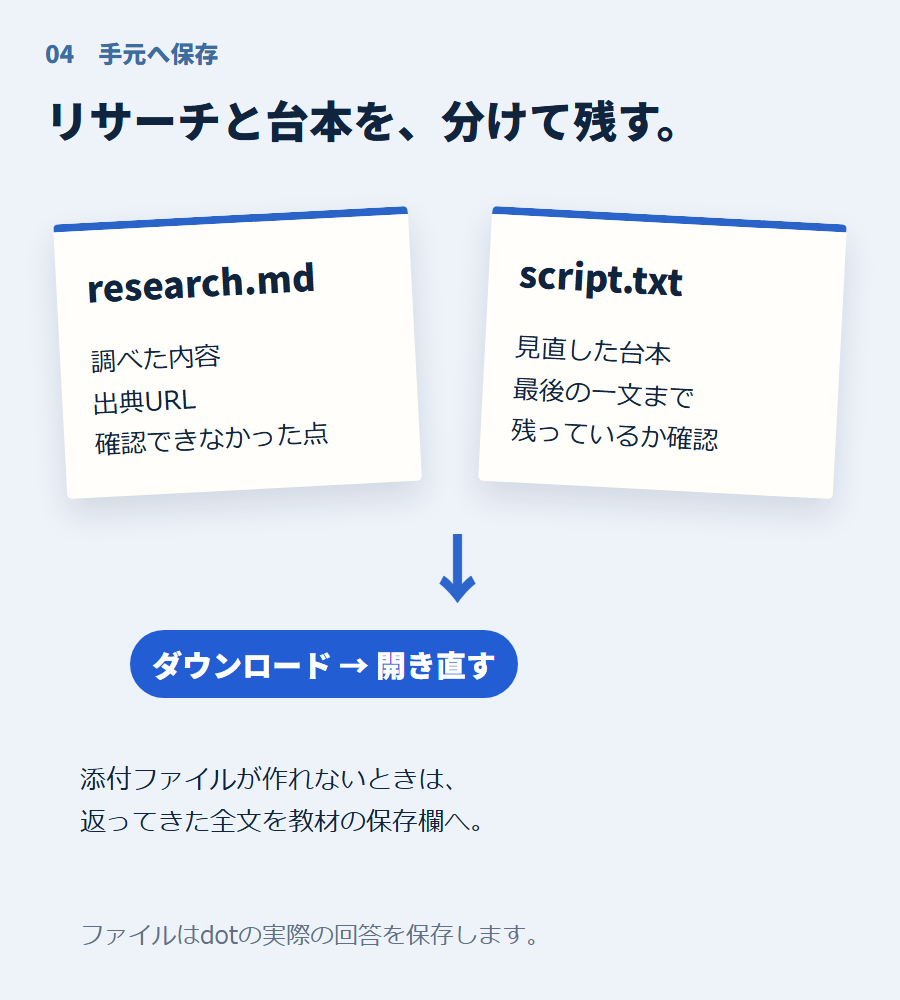 04 手元へ保存
リサーチと台本を、分けて残す。
research.md
調べた内容
出典URL
確認できなかった点
script.txt
見直した台本
最後の一文まで
残っているか確認
↓
ダウンロード → 開き直す
添付ファイルが作れないときは、
返ってきた全文を教材の保存欄へ。
ファイルはdotの実際の回答を保存します。